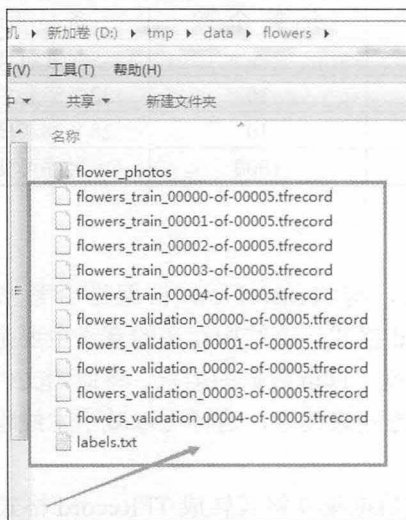 机 ▸ 新加卷 (D:) ▸ tmp ▸ data ▸ flowers ▸
(V) 工具(T) 帮助(H)
共享 ▼ 新建文件夹
名称
flower_photos
flowers_train_00000-of-00005.tfrecord
flowers_train_00001-of-00005.tfrecord
flowers_train_00002-of-00005.tfrecord
flowers_train_00003-of-00005.tfrecord
flowers_train_00004-of-00005.tfrecord
flowers_validation_00000-of-00005.tfrecord
flowers_validation_00001-of-00005.tfrecord
flowers_validation_00002-of-00005.tfrecord
flowers_validation_00003-of-00005.tfrecord
flowers_validation_00004-of-00005.tfrecord
labels.txt